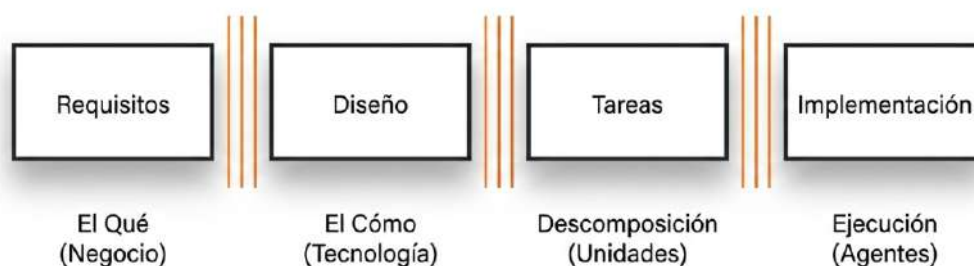 Requisitos
Diseño
Tareas
Implementación
El Qué
(Negocio)
El Cómo
(Tecnología)
Descomposición
(Unidades)
Ejecución
(Agentes)